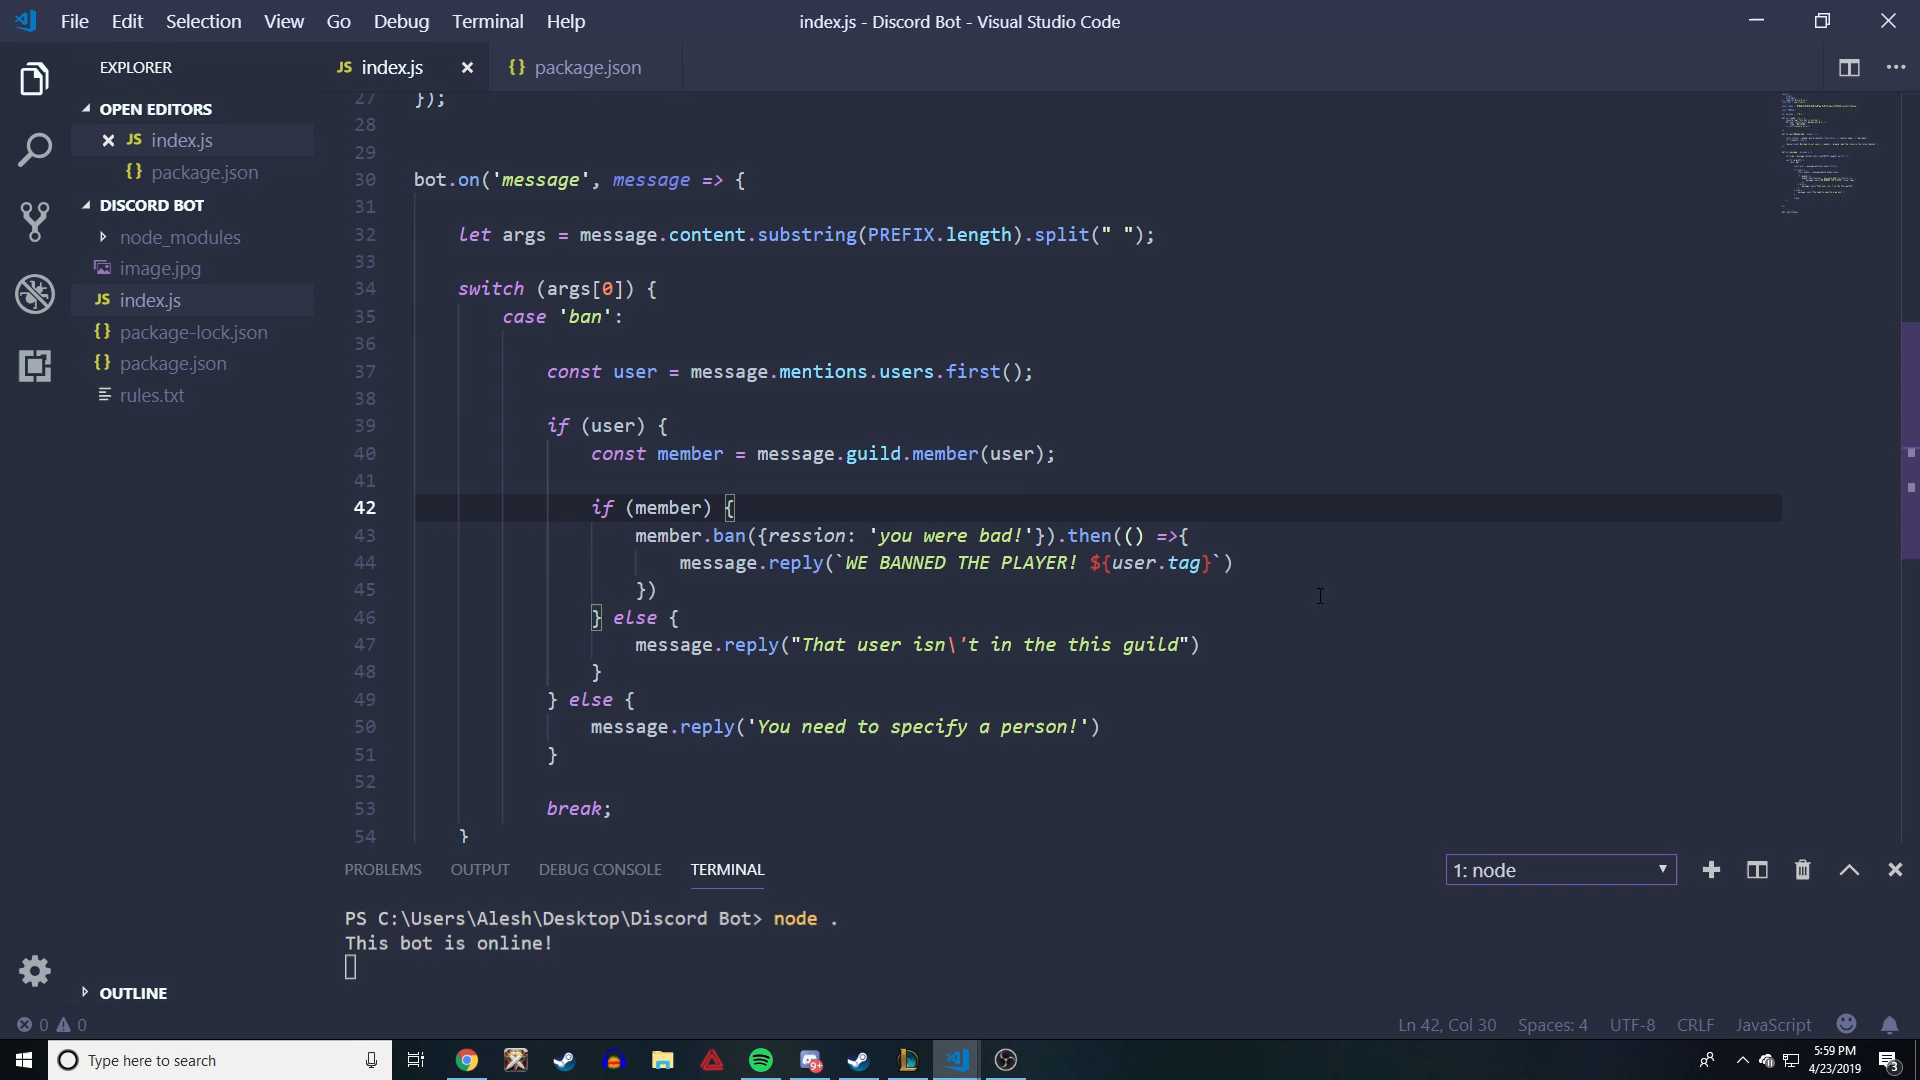 File Edit Selection View Go Debug Terminal Help
index.js - Discord Bot - Visual Studio Code
EXPLORER
OPEN EDITORS
JS index.js
{} package.json
DISCORD BOT
node_modules
image.jpg
JS index.js
{} package-lock.json
{} package.json
rules.txt
OUTLINE
JS index.js
{} package.json
27 });
28
29
30 bot.on('message', message => {
31
32 let args = message.content.substring(PREFIX.length).split(" ");
33
34 switch (args[0]) {
35 case 'ban':
36
37 const user = message.mentions.users.first();
38
39 if (user) {
40 const member = message.guild.member(user);
41
42 if (member) {
43 member.ban({ression: 'you were bad!'}).then(() =>{
44 message.reply(`WE BANNED THE PLAYER! ${user.tag}`)
45 })
46 } else {
47 message.reply("That user isn\'t in the this guild")
48 }
49 } else {
50 message.reply('You need to specify a person!')
51 }
52
53 break;
54 }
PROBLEMS OUTPUT DEBUG CONSOLE TERMINAL
1: node
PS C:\Users\Alesh\Desktop\Discord Bot> node .
This bot is online!
0 0
Ln 42, Col 30 Spaces: 4 UTF-8 CRLF JavaScript
Type here to search
9+
5:59 PM
4/23/2019
3